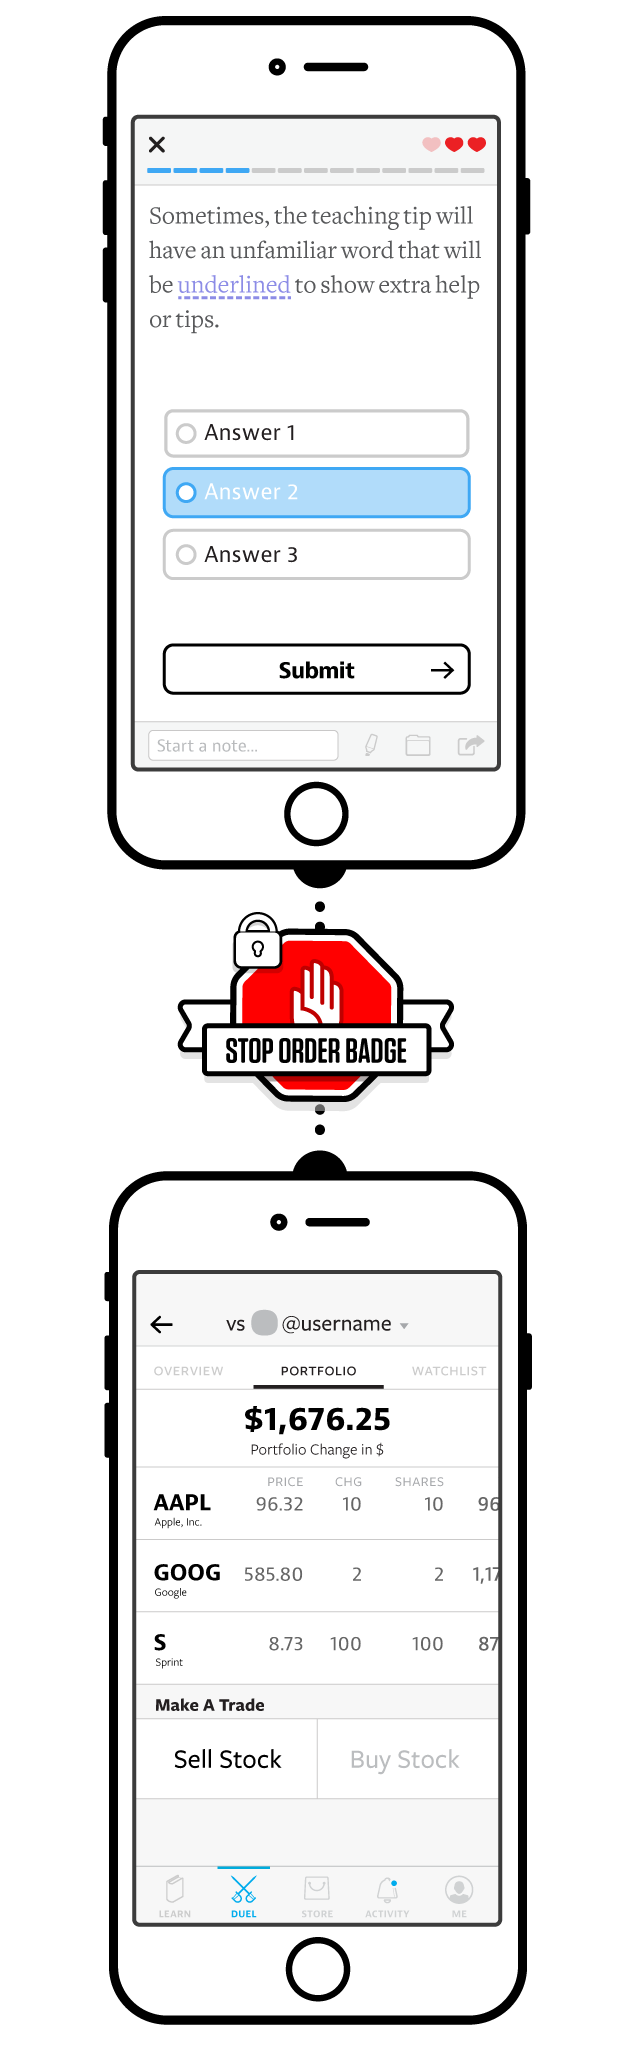 Sometimes, the teaching tip will
have an unfamiliar word that will
be underlined to show extra help
or tips.
Answer 1
Answer 2
Answer 3
Submit
Start a note...
STOP ORDER BADGE
vs @username
OVERVIEW PORTFOLIO WATCHLIST
$1,676.25
Portfolio Change in $
PRICE CHG SHARES
AAPL 96.32 10 10 96
Apple, Inc.
GOOG 585.80 2 2 1,17
Google
S 8.73 100 100 87
Sprint
Make A Trade
Sell Stock Buy Stock
LEARN DUEL STORE ACTIVITY ME